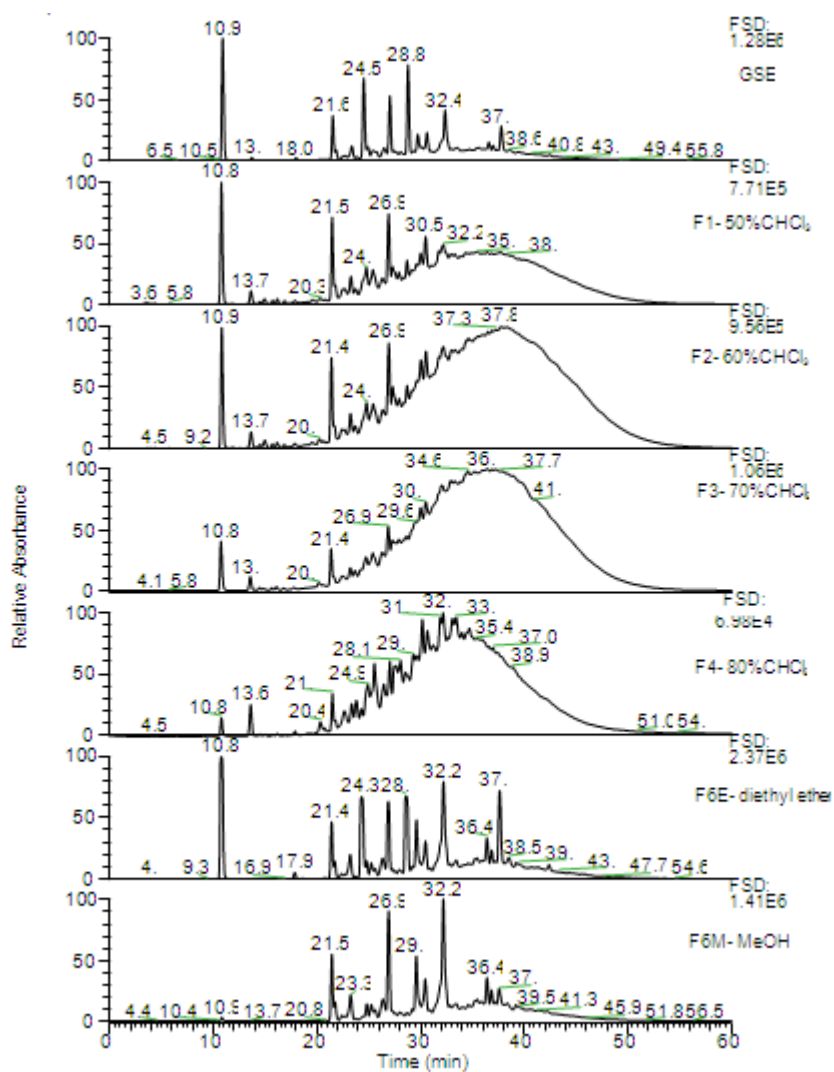 FSD:
1.28E6
GSE
100
50
0
10.9
24.5
28.8
21.6
32.4
37.
6.5 10.5 13. 18.0 38.6 40.8 43. 49.4 55.8
FSD:
7.71E5
F1- 50%CHCl
100
50
0
10.8
21.5
26.9
30.5
32.2
35.
38.
24.
3.6 5.8 13.7 20.3
FSD:
9.56E5
F2- 60%CHCl
100
50
0
10.9
21.4
26.9
37.3 37.8
24.
4.5 9.2 13.7 20.
FSD:
1.06E6
F3- 70%CHCl
100
50
0
34.6 36. 37.7
10.8
21.4
26.9 29.6 30.
41.
4.1 5.8 13. 20.
FSD:
6.98E4
F4- 80%CHCl
100
50
0
31 32. 33.
35.4
37.0
38.9
28.1 29.
24.9
21
4.5 10.8 13.6 20.4 51.0 54.
FSD:
2.37E6
F6E- diethyl ether
100
50
0
10.8
21.4
24.3 28.
32.2
37.
36.4
4. 9.3 16.9 17.9 38.5 39. 43. 47.7 54.6
FSD:
1.41E6
F6M- MeOH
100
50
0
26.9
32.2
21.5
29.
23.3
36.4
37.
4.4 10.4 10.9 13.7 20.8 39.5 41.3 45.9 51.8 56.5
0 10 20 30 40 50 60
Time (min)
Relative Absorbance